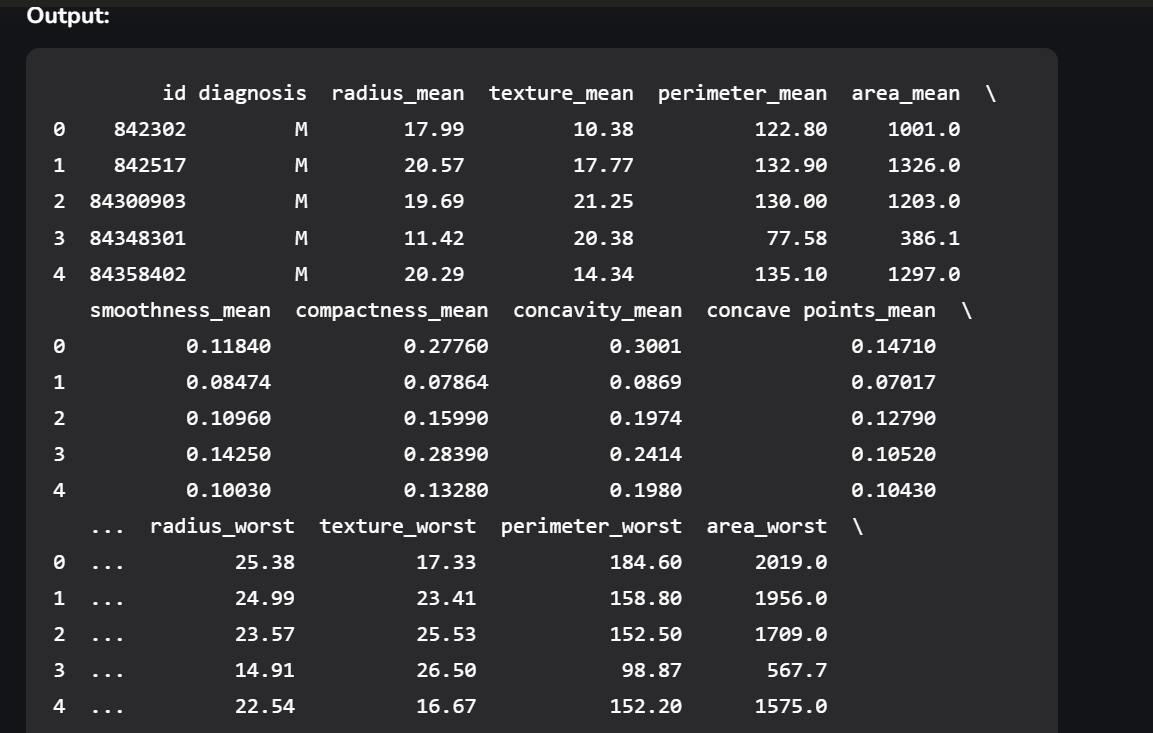 Output:
id diagnosis radius_mean texture_mean perimeter_mean area_mean \
0 842302 M 17.99 10.38 122.80 1001.0
1 842517 M 20.57 17.77 132.90 1326.0
2 84300903 M 19.69 21.25 130.00 1203.0
3 84348301 M 11.42 20.38 77.58 386.1
4 84358402 M 20.29 14.34 135.10 1297.0
smoothness_mean compactness_mean concavity_mean concave points_mean \
0 0.11840 0.27760 0.3001 0.14710
1 0.08474 0.07864 0.0869 0.07017
2 0.10960 0.15990 0.1974 0.12790
3 0.14250 0.28390 0.2414 0.10520
4 0.10030 0.13280 0.1980 0.10430
... radius_worst texture_worst perimeter_worst area_worst \
0 ... 25.38 17.33 184.60 2019.0
1 ... 24.99 23.41 158.80 1956.0
2 ... 23.57 25.53 152.50 1709.0
3 ... 14.91 26.50 98.87 567.7
4 ... 22.54 16.67 152.20 1575.0